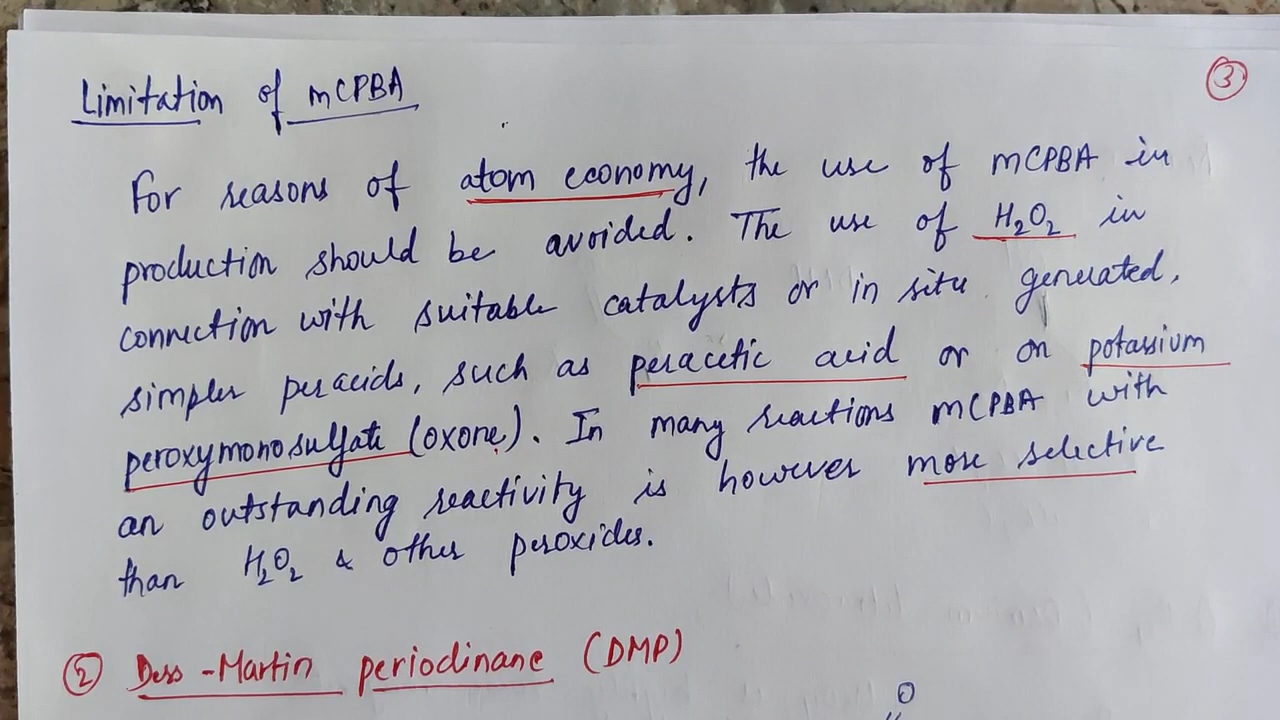 Limitation of mCPBA
③
For reasons of atom economy, the use of mCPBA in
production should be avoided. The use of H₂O₂ in
connection with suitable catalysts or in situ generated,
simpler peracids, such as peracetic acid or on potassium
peroxymonosulfate (oxone). In many reactions mCPBA with
an outstanding reactivity is however more selective
than H₂O₂ & other peroxides.
② Dess-Martin periodinane (DMP)
O